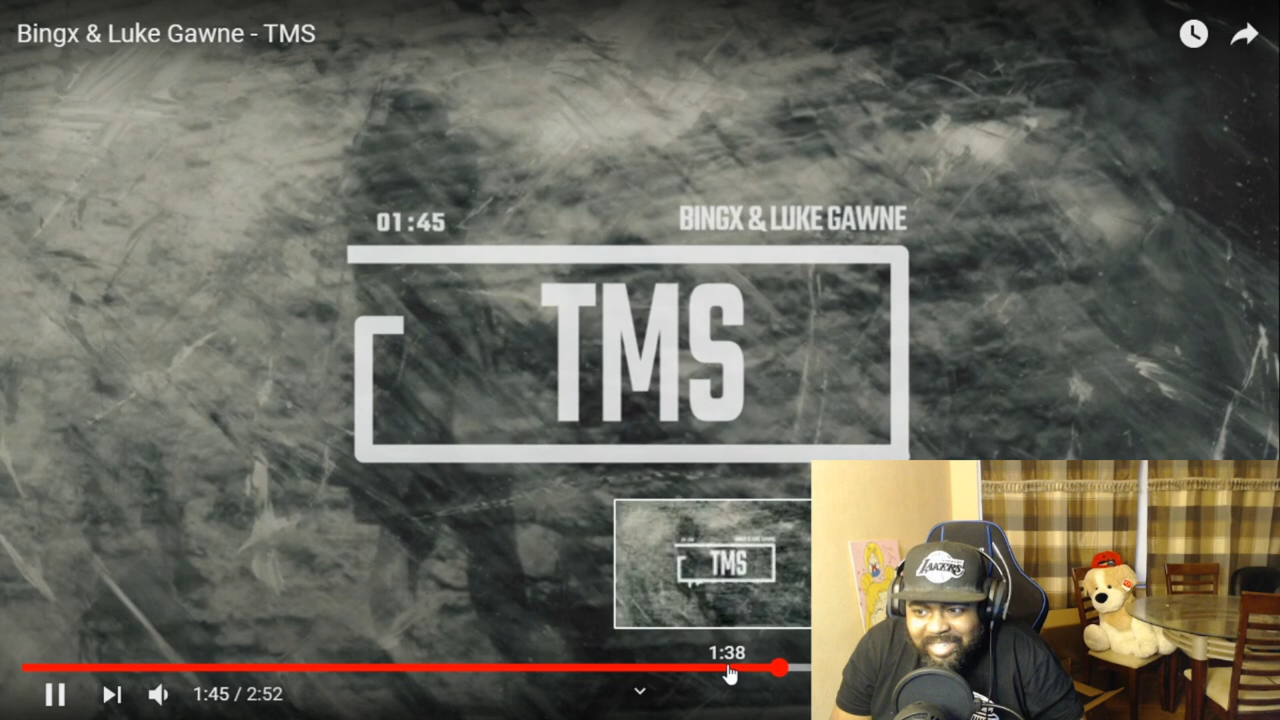 Bingx & Luke Gawne - TMS
01:45
BINGX & LUKE GAWNE
TMS
TMS
1:38
1:45 / 2:52
LAKERS